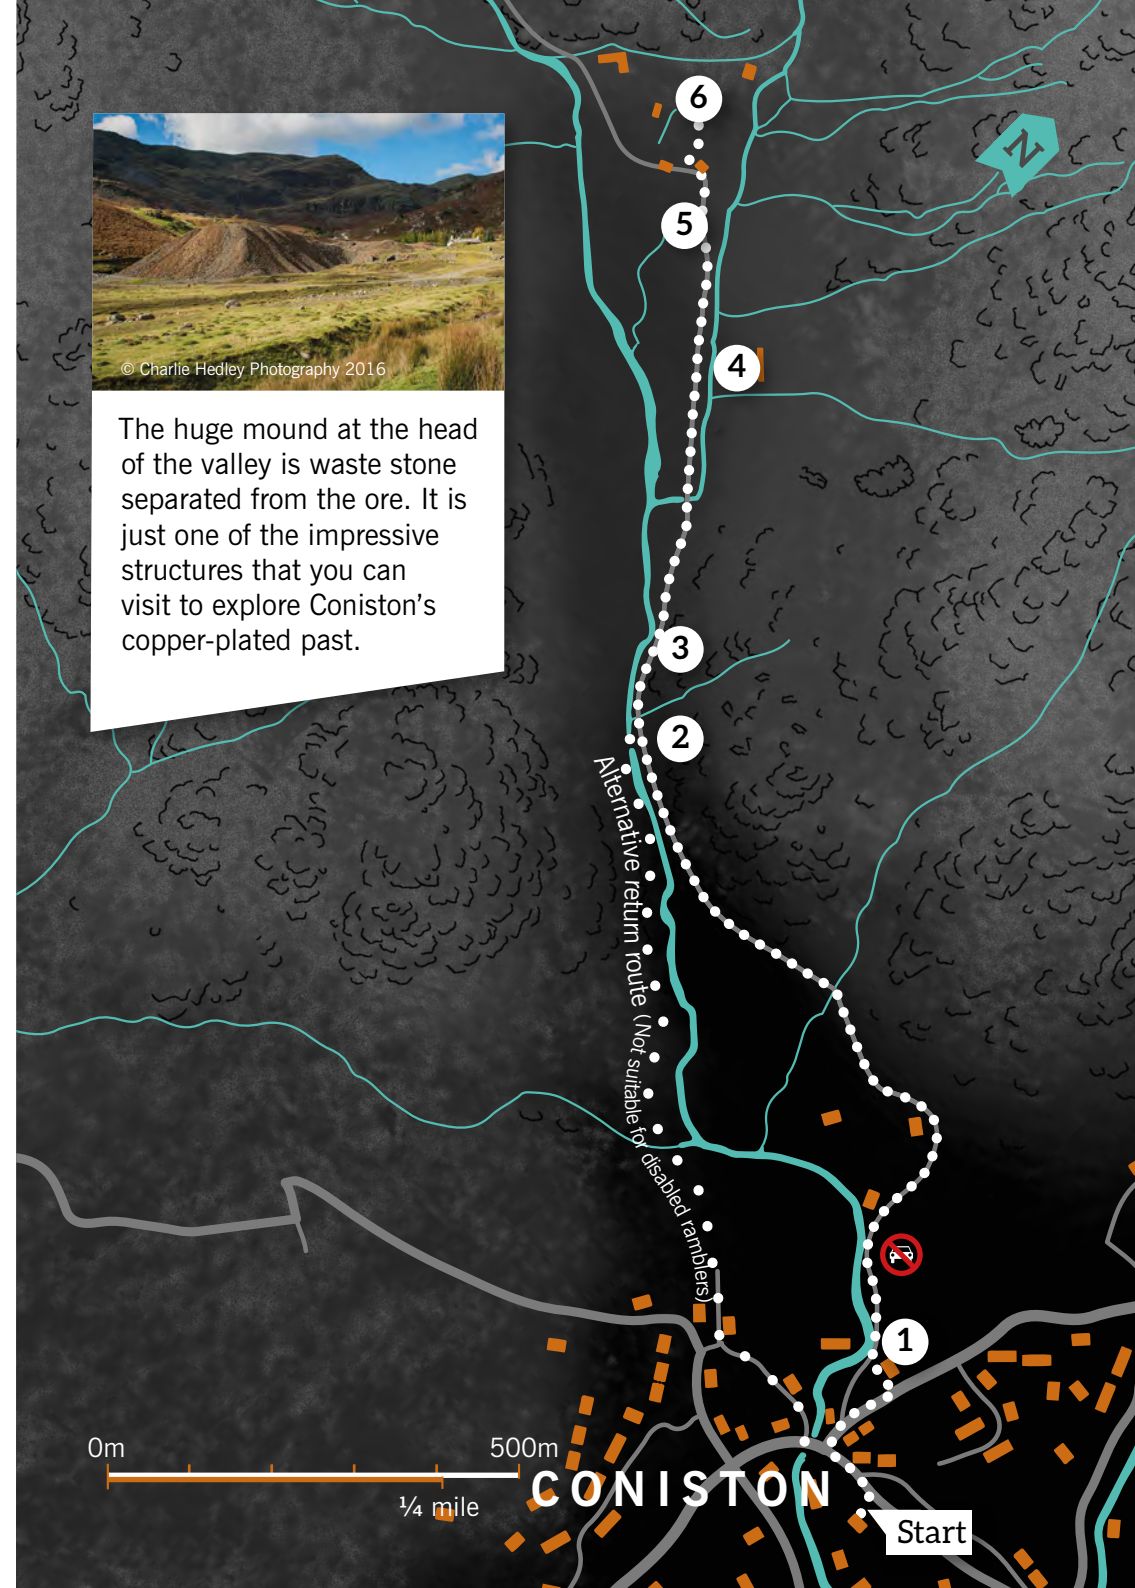 6
N
5
© Charlie Hedley Photography 2016
4
The huge mound at the head
of the valley is waste stone
separated from the ore. It is
just one of the impressive
structures that you can
visit to explore Coniston’s
copper-plated past.
3
2
Alternative return route (Not suitable for disabled ramblers)
1
0m
500m
¼ mile
CONISTON
Start